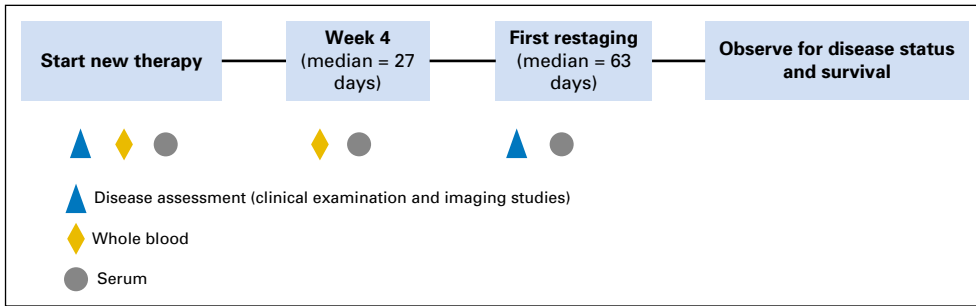 Start new therapy
Week 4
(median = 27
days)
First restaging
(median = 63
days)
Observe for disease status
and survival
Disease assessment (clinical examination and imaging studies)
Whole blood
Serum